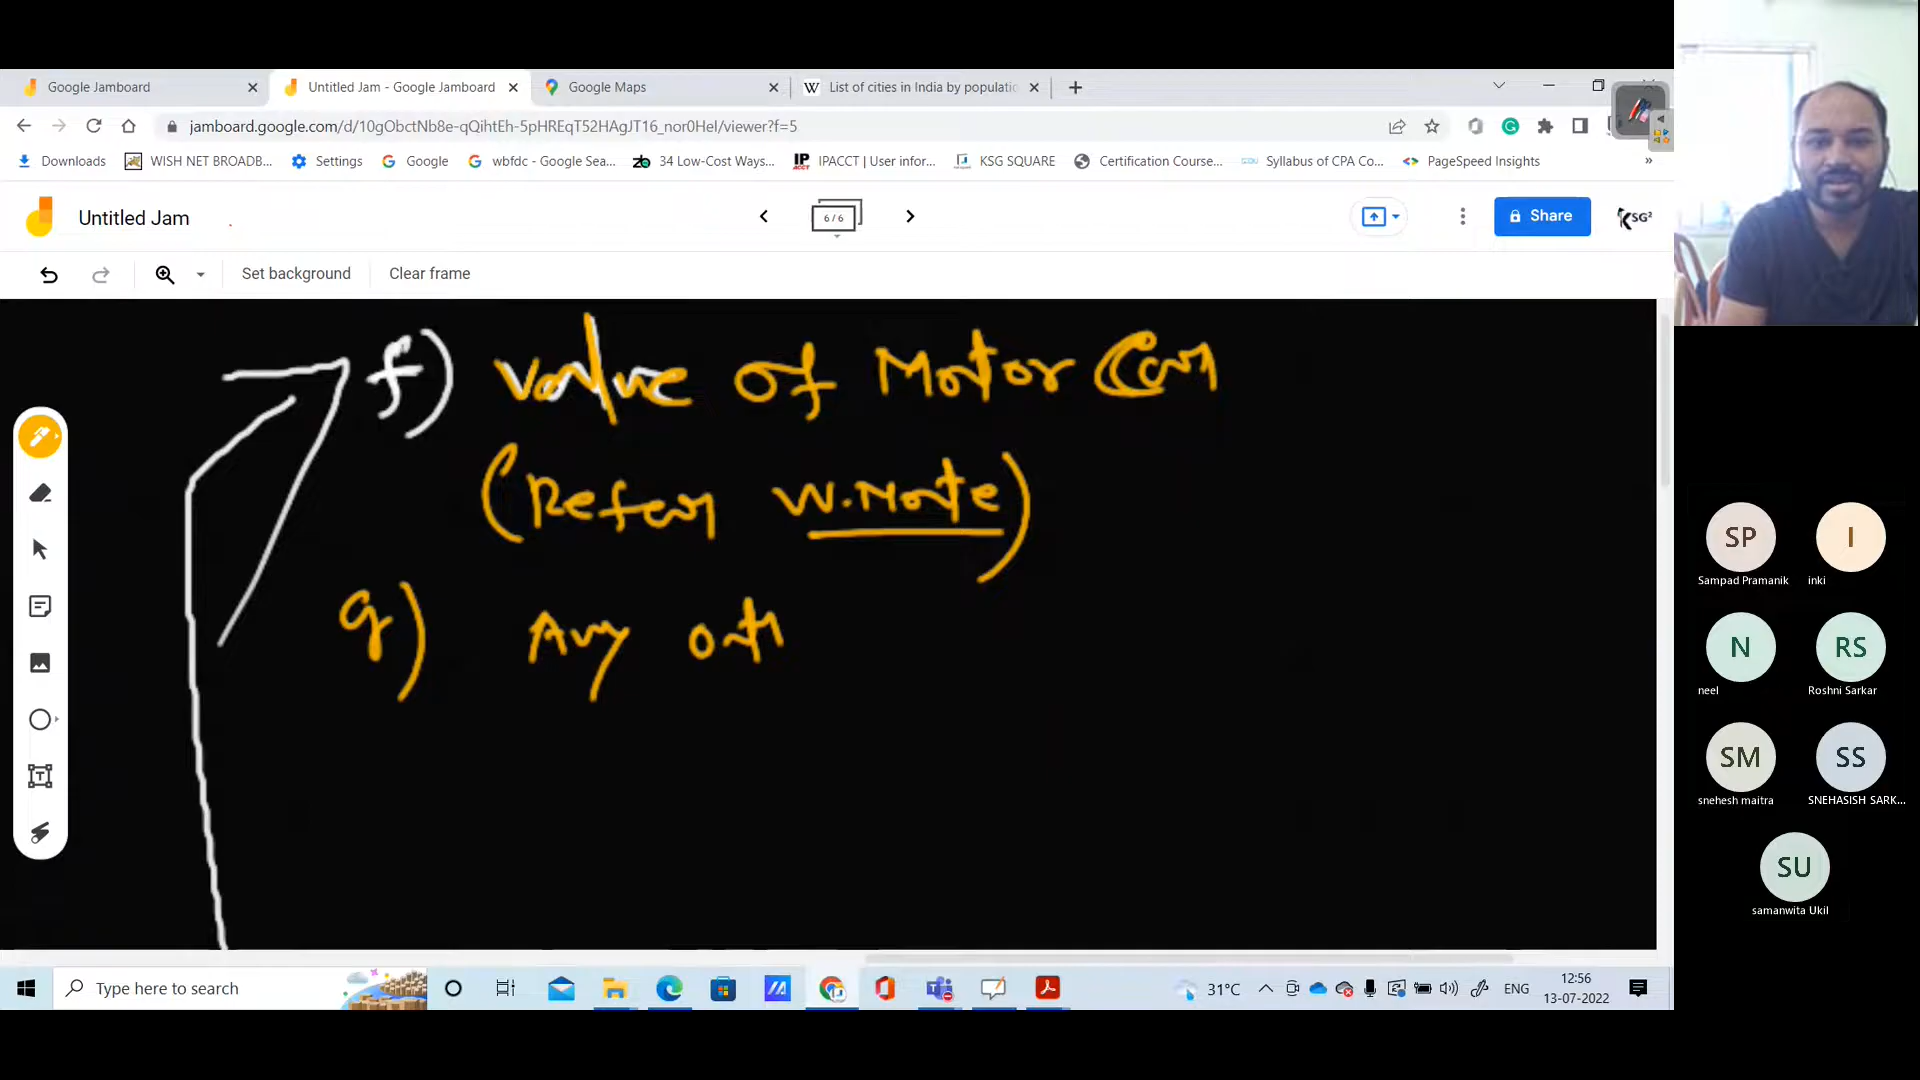 Google Jamboard
Untitled Jam - Google Jamboard
Google Maps
W List of cities in India by populatic
jamboard.google.com/d/10gObctNb8e-qQihtEh-5pHREqT52HAgJT16_nor0HeI/viewer?f=5
Downloads WISH NET BROADB... Settings Google wbfdc - Google Sea... 34 Low-Cost Ways... IPACCT | User infor... KSG SQUARE Certification Course... Syllabus of CPA Co... PageSpeed Insights »
Untitled Jam
6 / 6
Share
KSG²
Set background
Clear frame
f) Value of Motor Car
(Refer W.Note)
g) Any oth
SP
Sampad Pramanik
I
inki
N
neel
RS
Roshni Sarkar
SM
snehesh maitra
SS
SNEHASISH SARK...
SU
samanwita Ukil
Type here to search
31°C
ENG
12:56
13-07-2022